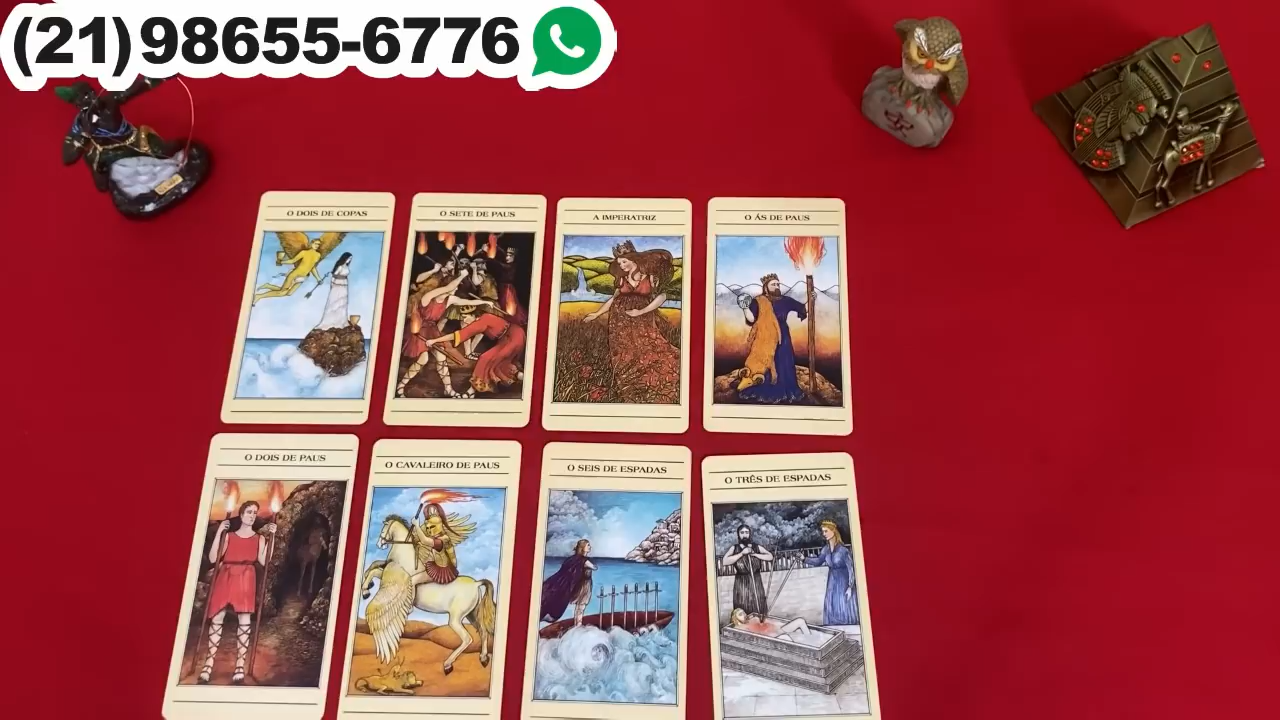 (21)98655-6776
O DOIS DE COPAS
O SETE DE PAUS
A IMPERATRIZ
O ÁS DE PAUS
O DOIS DE PAUS
O CAVALEIRO DE PAUS
O SEIS DE ESPADAS
O TRÊS DE ESPADAS